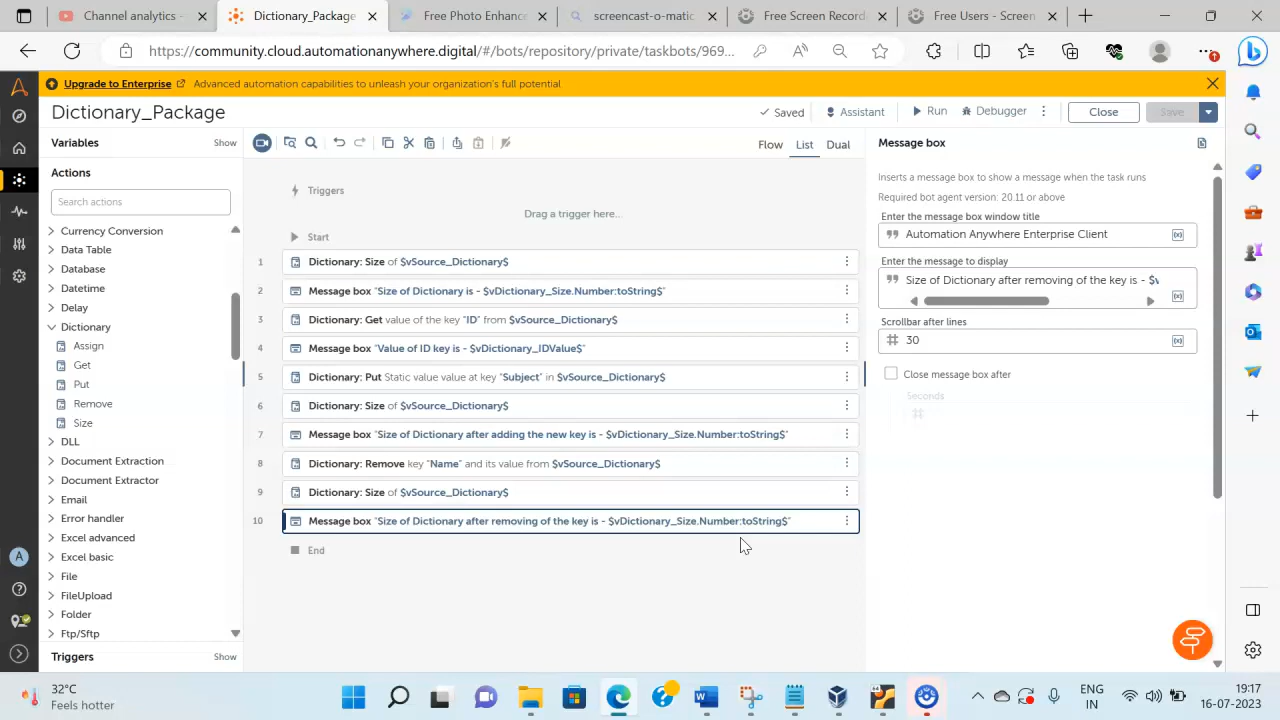 Activity - Automa
Dictionary_Package
Free Photo Enhance
screencast-o-matic
Free Screen Record
Free Users - Screen
https://community.cloud.automationanywhere.digital/#/bots/repository/private/taskbots/969...
Upgrade to Enterprise
Advanced automation capabilities to unleash your organization's full potential.
Dictionary_Package
Saved
Assistant
Run
Debugger
Close
Save
Variables
Show
Flow
List
Dual
Message box
Actions
Search actions
Currency Conversion
Data Table
Database
Datetime
Delay
Dictionary
Assign
Get
Put
Remove
Size
DLL
Document Extraction
Document Extractor
Email
Error handler
Excel advanced
Excel basic
File
FileUpload
Folder
Ftp/Sftp
Triggers
Show
Triggers
Drag a trigger here...
Start
1 Dictionary: Size of $vSource_Dictionary$
2 Message box "Size of Dictionary is - $vDictionary_Size.Number:toString$"
3 Dictionary: Get value of the key "ID" from $vSource_Dictionary$
4 Message box "Value of ID key is - $vDictionary_IDValue$"
5 Dictionary: Put Static value value at key "Subject" in $vSource_Dictionary$
6 Dictionary: Size of $vSource_Dictionary$
7 Message box "Size of Dictionary after adding the new key is - $vDictionary_Size.Number:toString$"
8 Dictionary: Remove key "Name" and its value from $vSource_Dictionary$
9 Dictionary: Size of $vSource_Dictionary$
10 Message box "Size of Dictionary after removing of the key is - $vDictionary_Size.Number:toString$"
End
Inserts a message box to show a message when the task runs
Required bot agent version: 20.11 or above
Enter the message box window title
Automation Anywhere Enterprise Client
Enter the message to display
Size of Dictionary after removing of the key is - $v
Scrollbar after lines
30
Close message box after
Seconds
A
32°C
Feels hotter
ENG
IN
19:17
16-07-2023